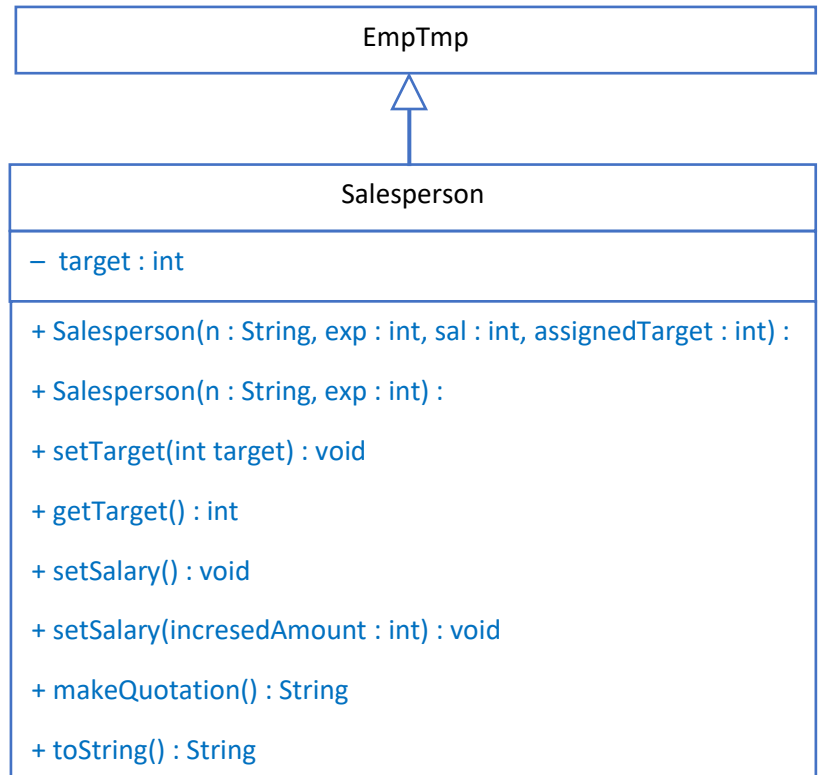 EmpTmp
Salesperson
– target : int
+ Salesperson(n : String, exp : int, sal : int, assignedTarget : int) :
+ Salesperson(n : String, exp : int) :
+ setTarget(int target) : void
+ getTarget() : int
+ setSalary() : void
+ setSalary(incresedAmount : int) : void
+ makeQuotation() : String
+ toString() : String